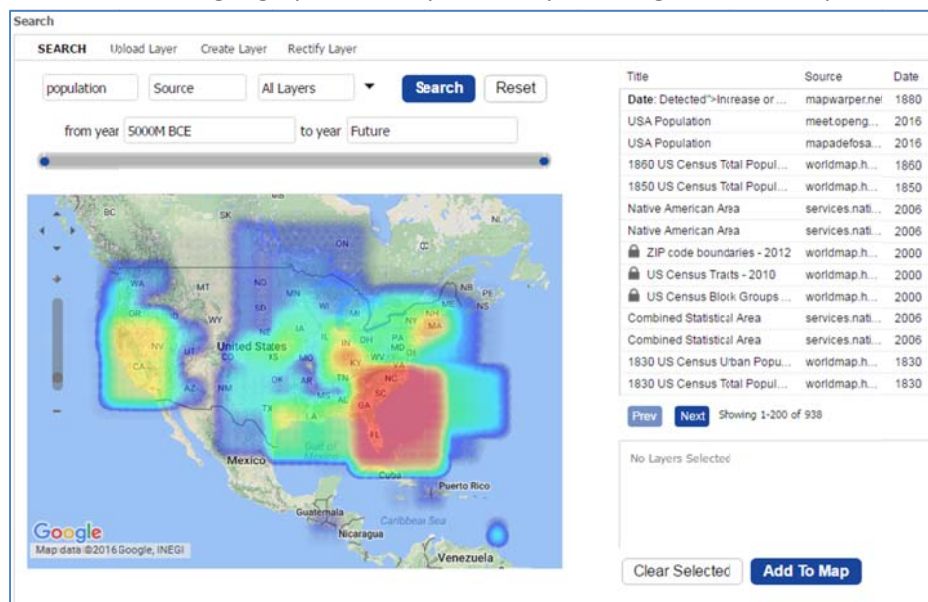 Search
SEARCH Upload Layer Create Layer Rectify Layer
population Source All Layers Search Reset
from year 5000M BCE to year Future
Title Source Date
Date: Detected">Increase or ... mapwarper.net 1880
USA Population meet.openg... 2016
USA Population mapadefosa... 2016
1860 US Census Total Popul... worldmap.h... 1860
1850 US Census Total Popul... worldmap.h... 1850
Native American Area services.nati... 2006
Native American Area services.nati... 2006
ZIP code boundaries - 2012 worldmap.h... 2000
US Census Traits - 2010 worldmap.h... 2000
US Census Block Groups... worldmap.h... 2000
Combined Statistical Area services.nati... 2006
Combined Statistical Area services.nati... 2006
1830 US Census Urban Popu... worldmap.h... 1830
1830 US Census Total Popul... worldmap.h... 1830
Prev Next Showing 1-200 of 938
No Layers Selected
Clear Selected Add To Map
MB
BC SK NL
ON QC
WA MT ND MN NB PE
NS
OR ID SD WI MI ME
WY NY NH
MA
NE IA
NV UT United States IL IN OH PA
MD
CO KS MO KY WV VA
CA
AZ NM OK AR TN NC
MS AL SC
TX LA GA
FL
Gulf of
Mexico
Mexico
Cuba
Puerto Rico
Guatemala
Caribbean Sea
Nicaragua
Venezuela
Google
Map data ©2016 Google, INEGI